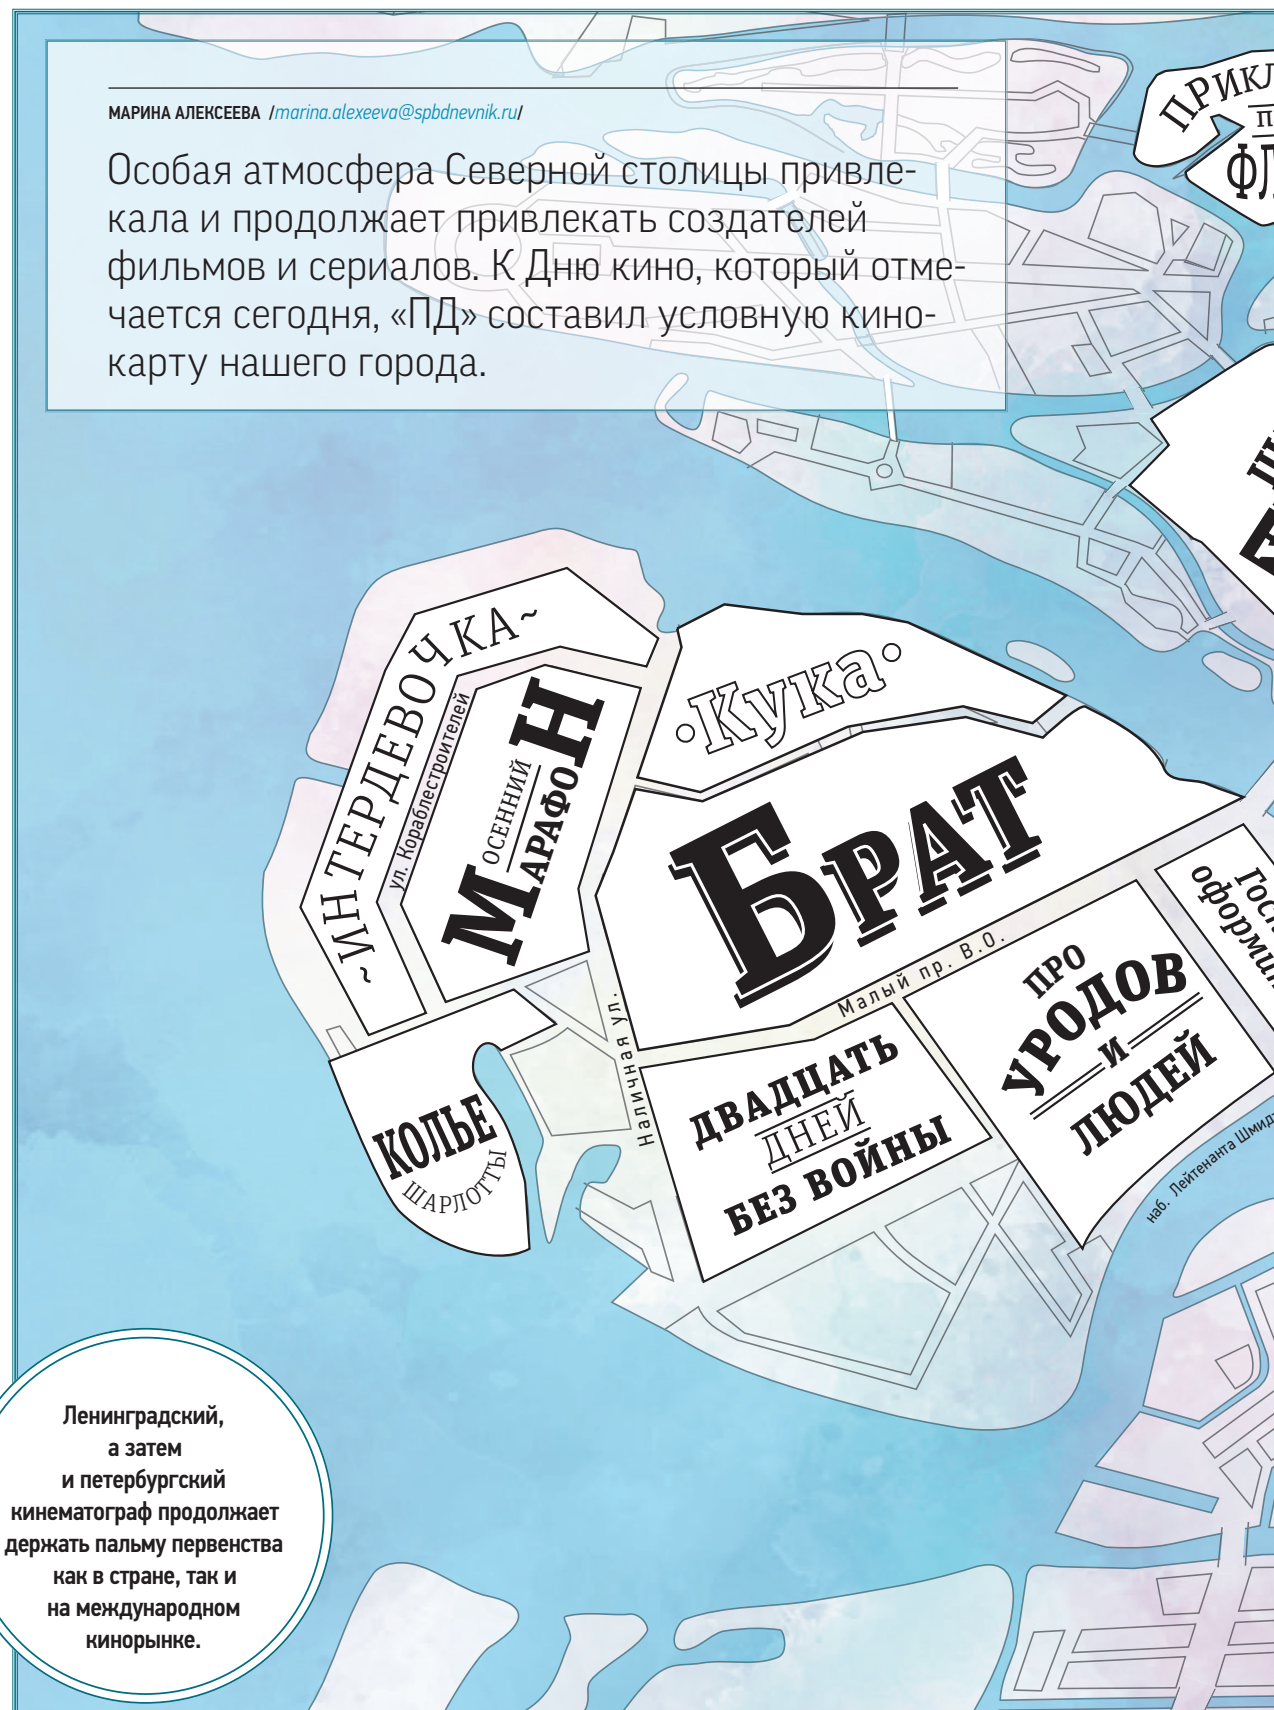 МАРИНА АЛЕКСЕЕВА /marina.alexeeva@spbdnevnik.ru/
Особая атмосфера Северной столицы привле-
кала и продолжает привлекать создателей
фильмов и сериалов. К Дню кино, который отме-
чается сегодня, «ПД» составил условную кино-
карту нашего города.
~ИНТЕРДЕВОЧКА~
ул. Кораблестроителей
ОСЕННИЙ
МАРАФОН
•Кука•
БРАТ
Малый пр. В.О.
Наличная ул.
ПРО
УРОДОВ
И
ЛЮДЕЙ
ДВАДЦАТЬ
ДНЕЙ
БЕЗ ВОЙНЫ
КОЛЬЕ
ШАРЛОТТЫ
наб. Лейтенанта
Ленинградский,
а затем
и петербургский
кинематограф продолжает
держать пальму первенства
как в стране, так и
на международном
кинорынке.